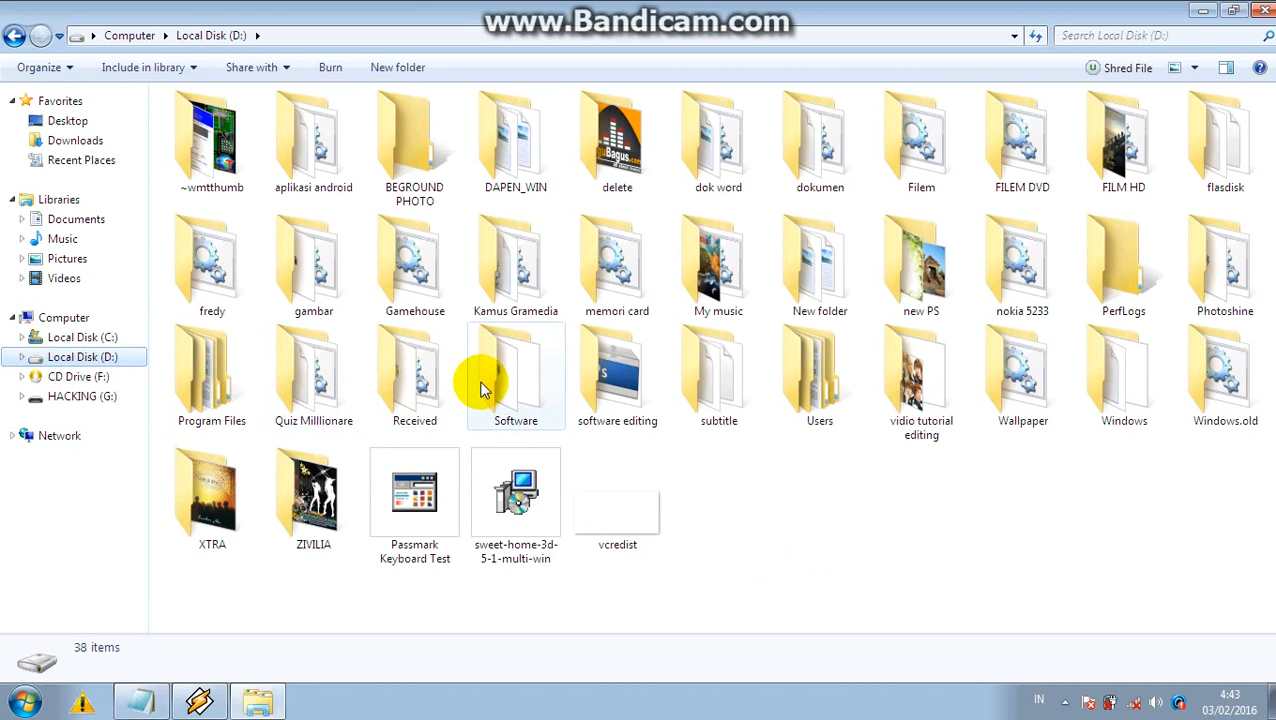 www.Bandicam.com
Computer Local Disk (D:)
Search Local Disk (D:)
Organize Include in library Share with Burn New folder Shred File
Favorites
Desktop
Downloads
Recent Places
Libraries
Documents
Music
Pictures
Videos
Computer
Local Disk (C:)
Local Disk (D:)
CD Drive (F:)
HACKING (G:)
Network
~wmtthumb
aplikasi android
BEGROUND
PHOTO
DAPEN_WIN
guBagus.com
delete
dok word
dokumen
Filem
FILEM DVD
FILM HD
flasdisk
fredy
gambar
Gamehouse
Kamus Gramedia
memori card
My music
New folder
new PS
nokia 5233
PerfLogs
Photoshine
Program Files
Quiz Milllionare
Received
Software
software editing
subtitle
Users
vidio tutorial
editing
Wallpaper
Windows
Windows.old
XTRA
ZIVILIA
Passmark
Keyboard Test
sweet-home-3d-
5-1-multi-win
vcredist
38 items
IN
4:43
03/02/2016